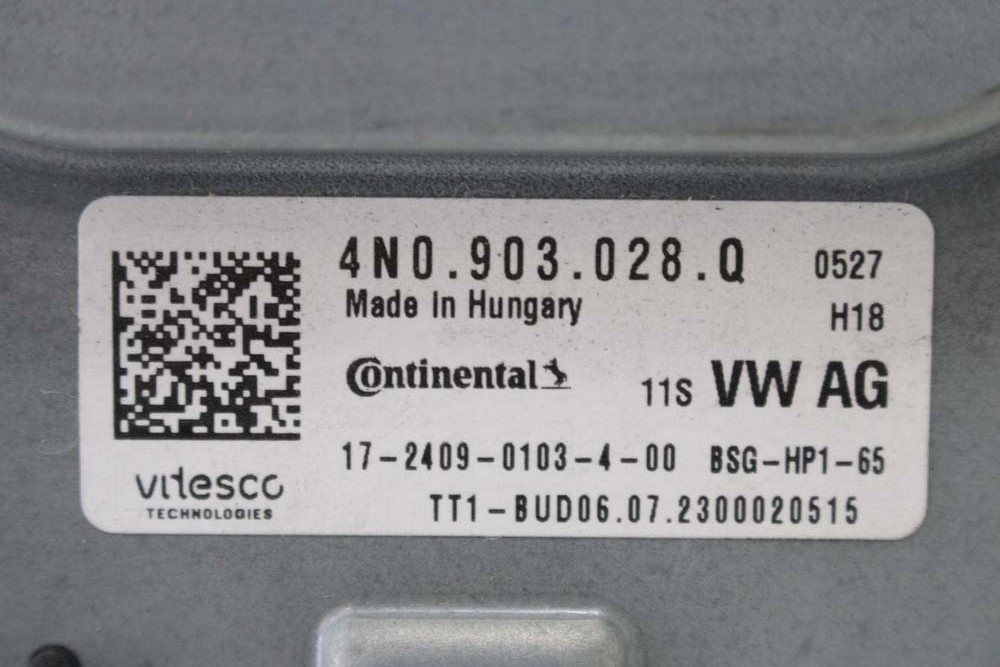 4N0.903.028.Q 0527
Made In Hungary H18
Continental 11S VW AG
17-2409-0103-4-00 BSG-HP1-65
vitesco
TECHNOLOGIES
TT1-BUD06.07.2300020515